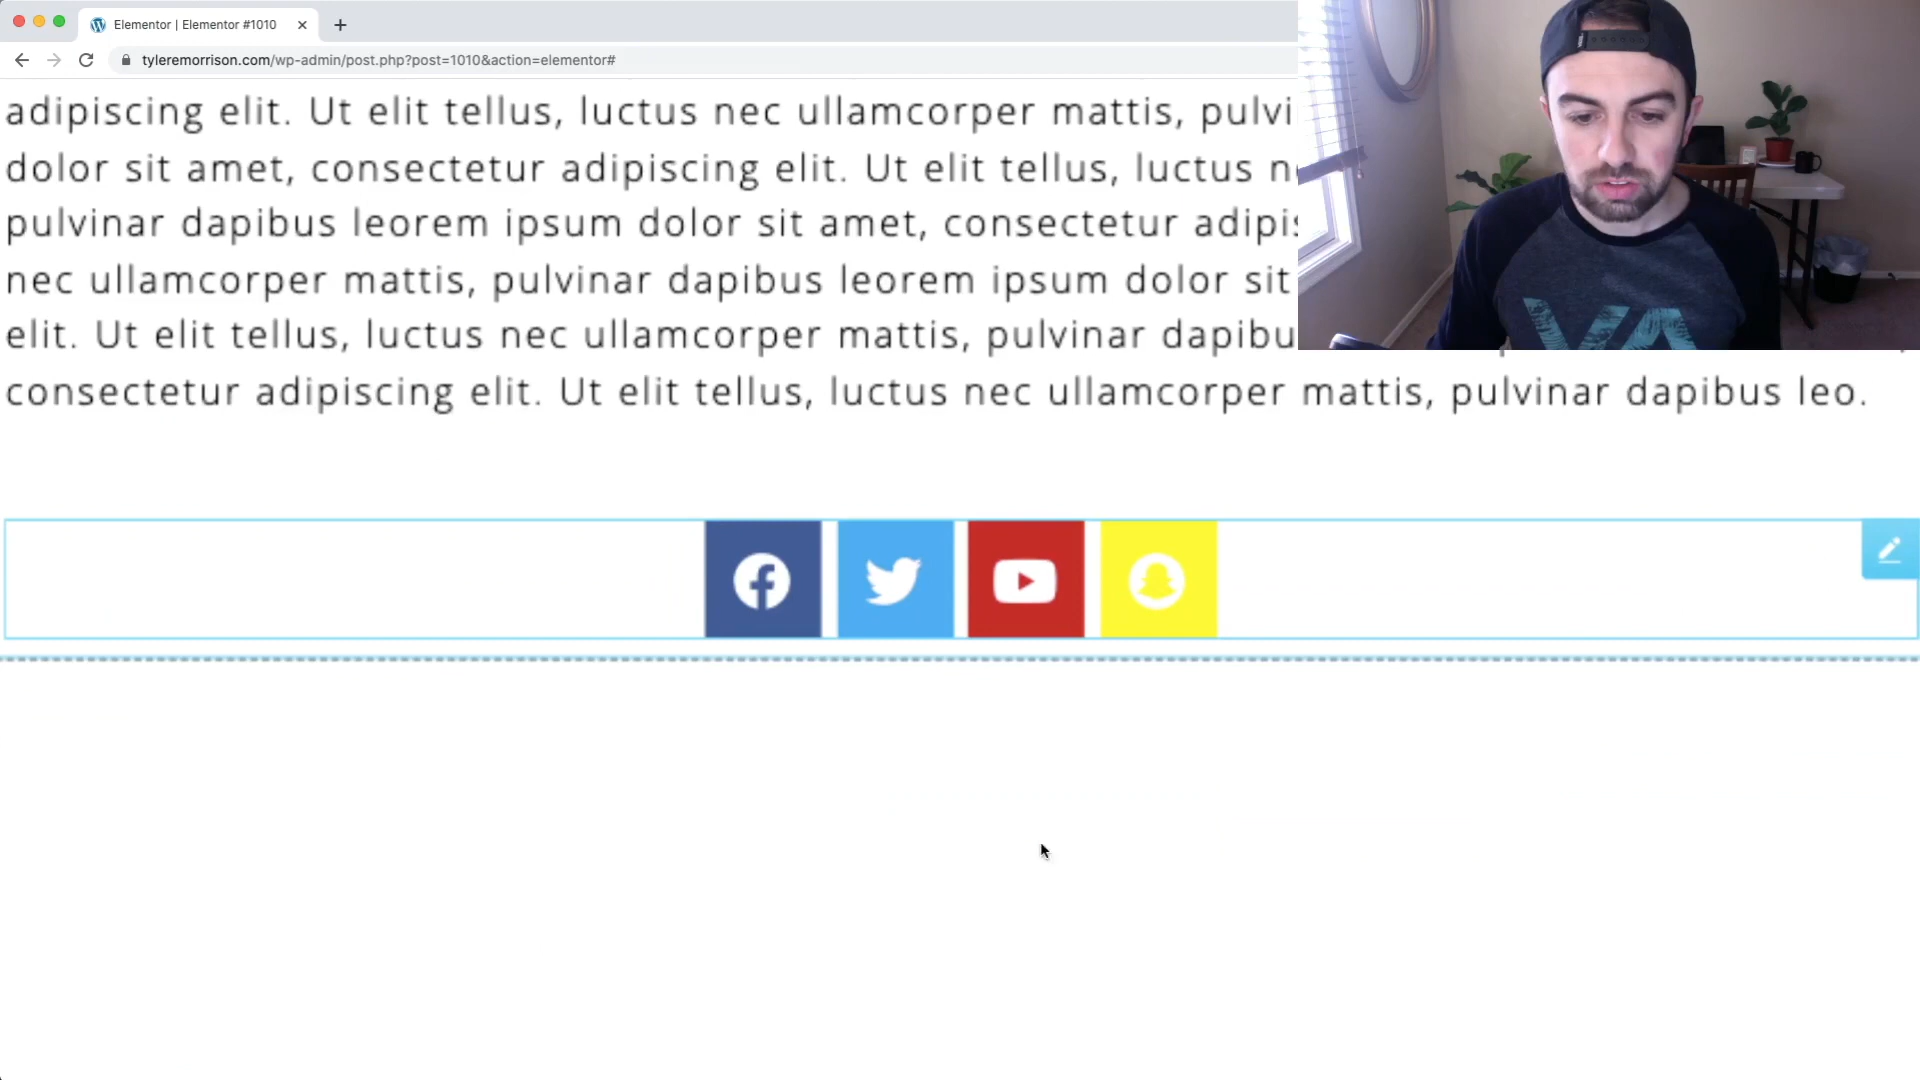 Elementor | Elementor #1010
tyleremorrison.com/wp-admin/post.php?post=1010&action=elementor#
adipiscing elit. Ut elit tellus, luctus nec ullamcorper mattis,
dolor sit amet, consectetur adipiscing elit. Ut elit tellus, luctus
pulvinar dapibus leorem ipsum dolor sit amet, consectetur
nec ullamcorper mattis, pulvinar dapibus leorem ipsum dolor sit
elit. Ut elit tellus, luctus nec ullamcorper mattis, pulvinar
consectetur adipiscing elit. Ut elit tellus, luctus nec ullamcorper mattis, pulvinar dapibus leo.